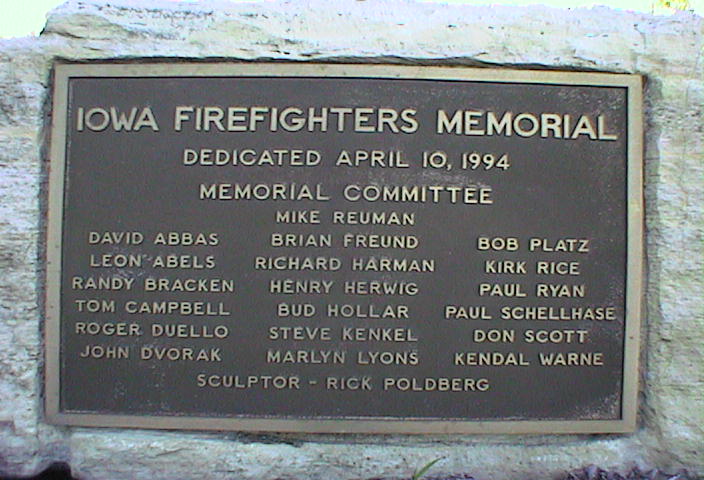 IOWA FIREFIGHTERS MEMORIAL
DEDICATED APRIL 10, 1994
MEMORIAL COMMITTEE
MIKE REUMAN
DAVID ABBAS BRIAN FREUND BOB PLATZ
LEON ABELS RICHARD HARMAN KIRK RICE
RANDY BRACKEN HENRY HERWIG PAUL RYAN
TOM CAMPBELL BUD HOLLAR PAUL SCHELLHASE
ROGER DUELLO STEVE KENKEL DON SCOTT
JOHN DVORAK MARLYN LYONS KENDAL WARNE
SCULPTOR - RICK POLDBERG